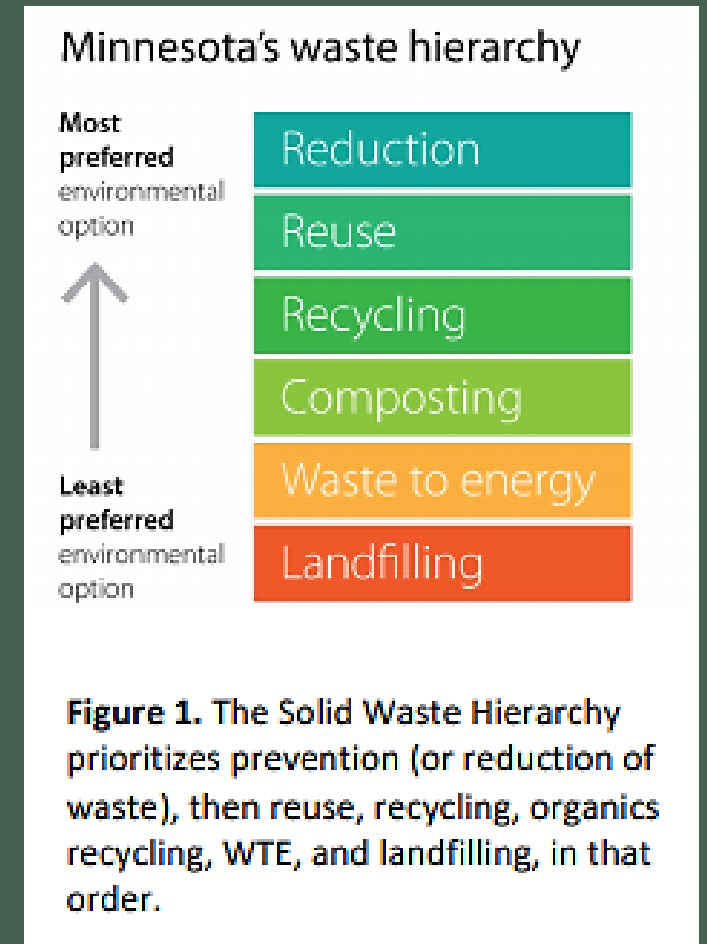 Minnesota's waste hierarchy
Most
preferred
environmental
option
Reduction
Reuse
Recycling
Composting
Waste to energy
Landfilling
Least
preferred
environmental
option
Figure 1. The Solid Waste Hierarchy
prioritizes prevention (or reduction of
waste), then reuse, recycling, organics
recycling, WTE, and landfilling, in that
order.